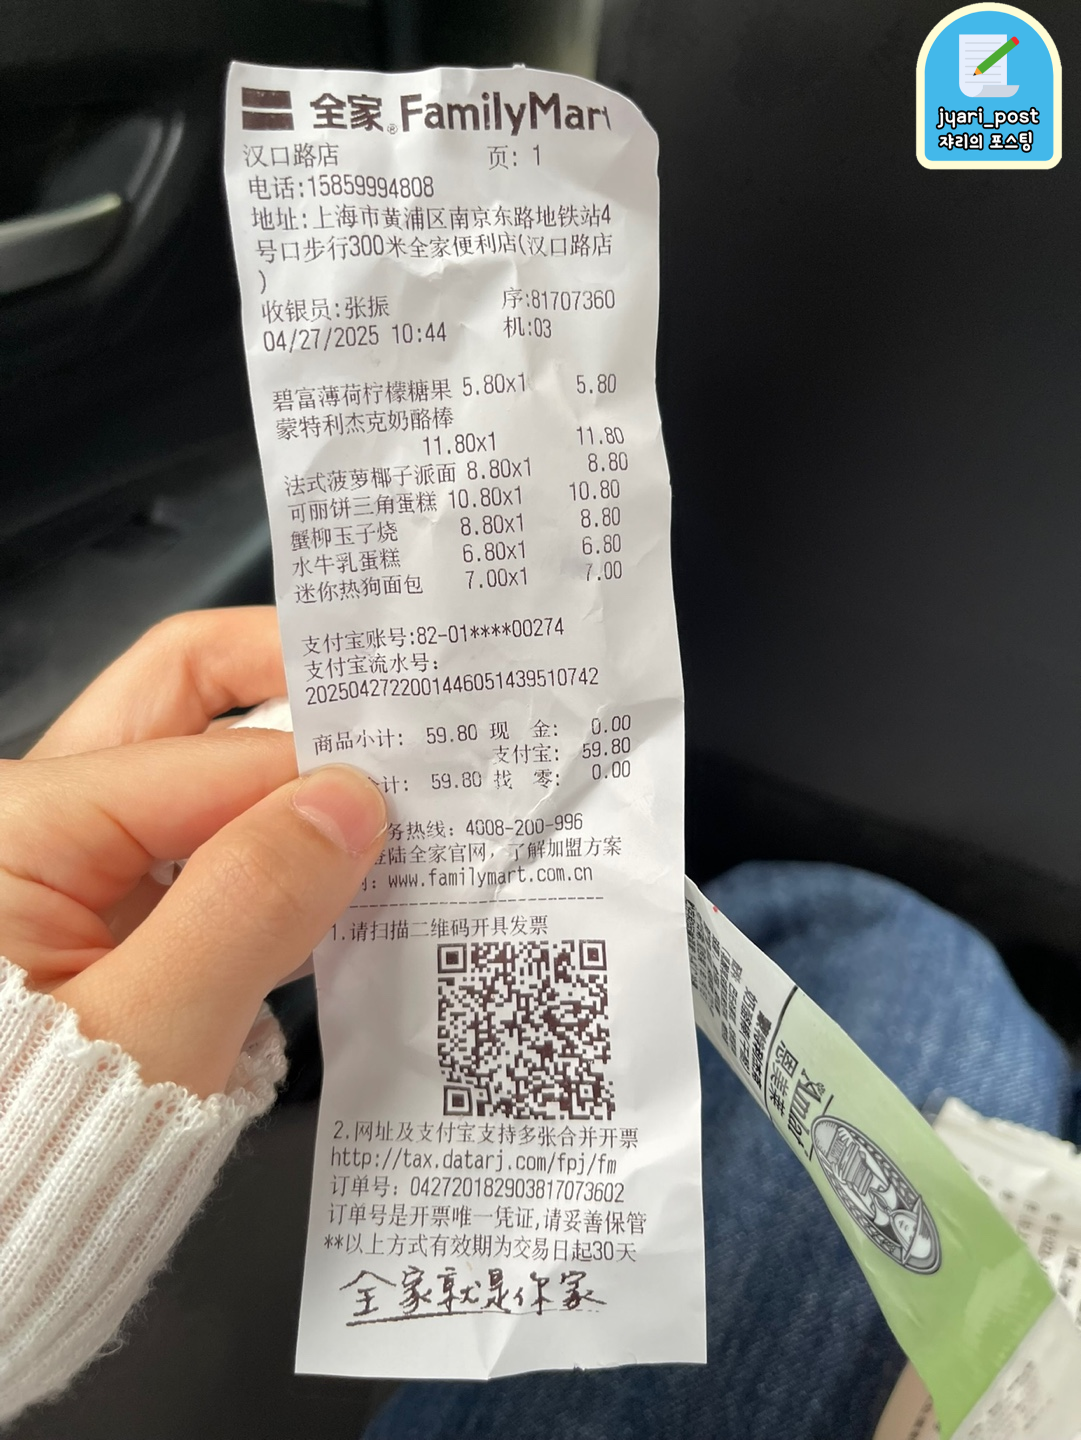 全家®FamilyMart
汉口路店 页: 1
电话:15859994808
地址:上海市黄浦区南京东路地铁站4
号口步行300米全家便利店(汉口路店
)
收银员:张振 序:81707360
04/27/2025 10:44 机:03
碧富薄荷柠檬糖果 5.80x1 5.80
蒙特利杰克奶酪棒
11.80x1 11.80
法式菠萝椰子派面 8.80x1 8.80
可丽饼三角蛋糕 10.80x1 10.80
蟹柳玉子烧 8.80x1 8.80
水牛乳蛋糕 6.80x1 6.80
迷你热狗面包 7.00x1 7.00
支付宝账号:82-01****00274
支付宝流水号:
2025042722001446051439510742
商品小计: 59.80 现 金: 0.00
支付宝: 59.80
计: 59.80 找 零: 0.00
务热线: 4008-200-996
登陆全家官网,了解加盟方案
: www.familymart.com.cn
1.请扫描二维码开具发票
2.网址及支付宝支持多张合并开票
http://tax.datarj.com/fpj/fm
订单号: 042720182903817073602
订单号是开票唯一凭证,请妥善保管
**以上方式有效期为交易日起30天
全家就是你家
jyari_post
쟈리의 포스팅